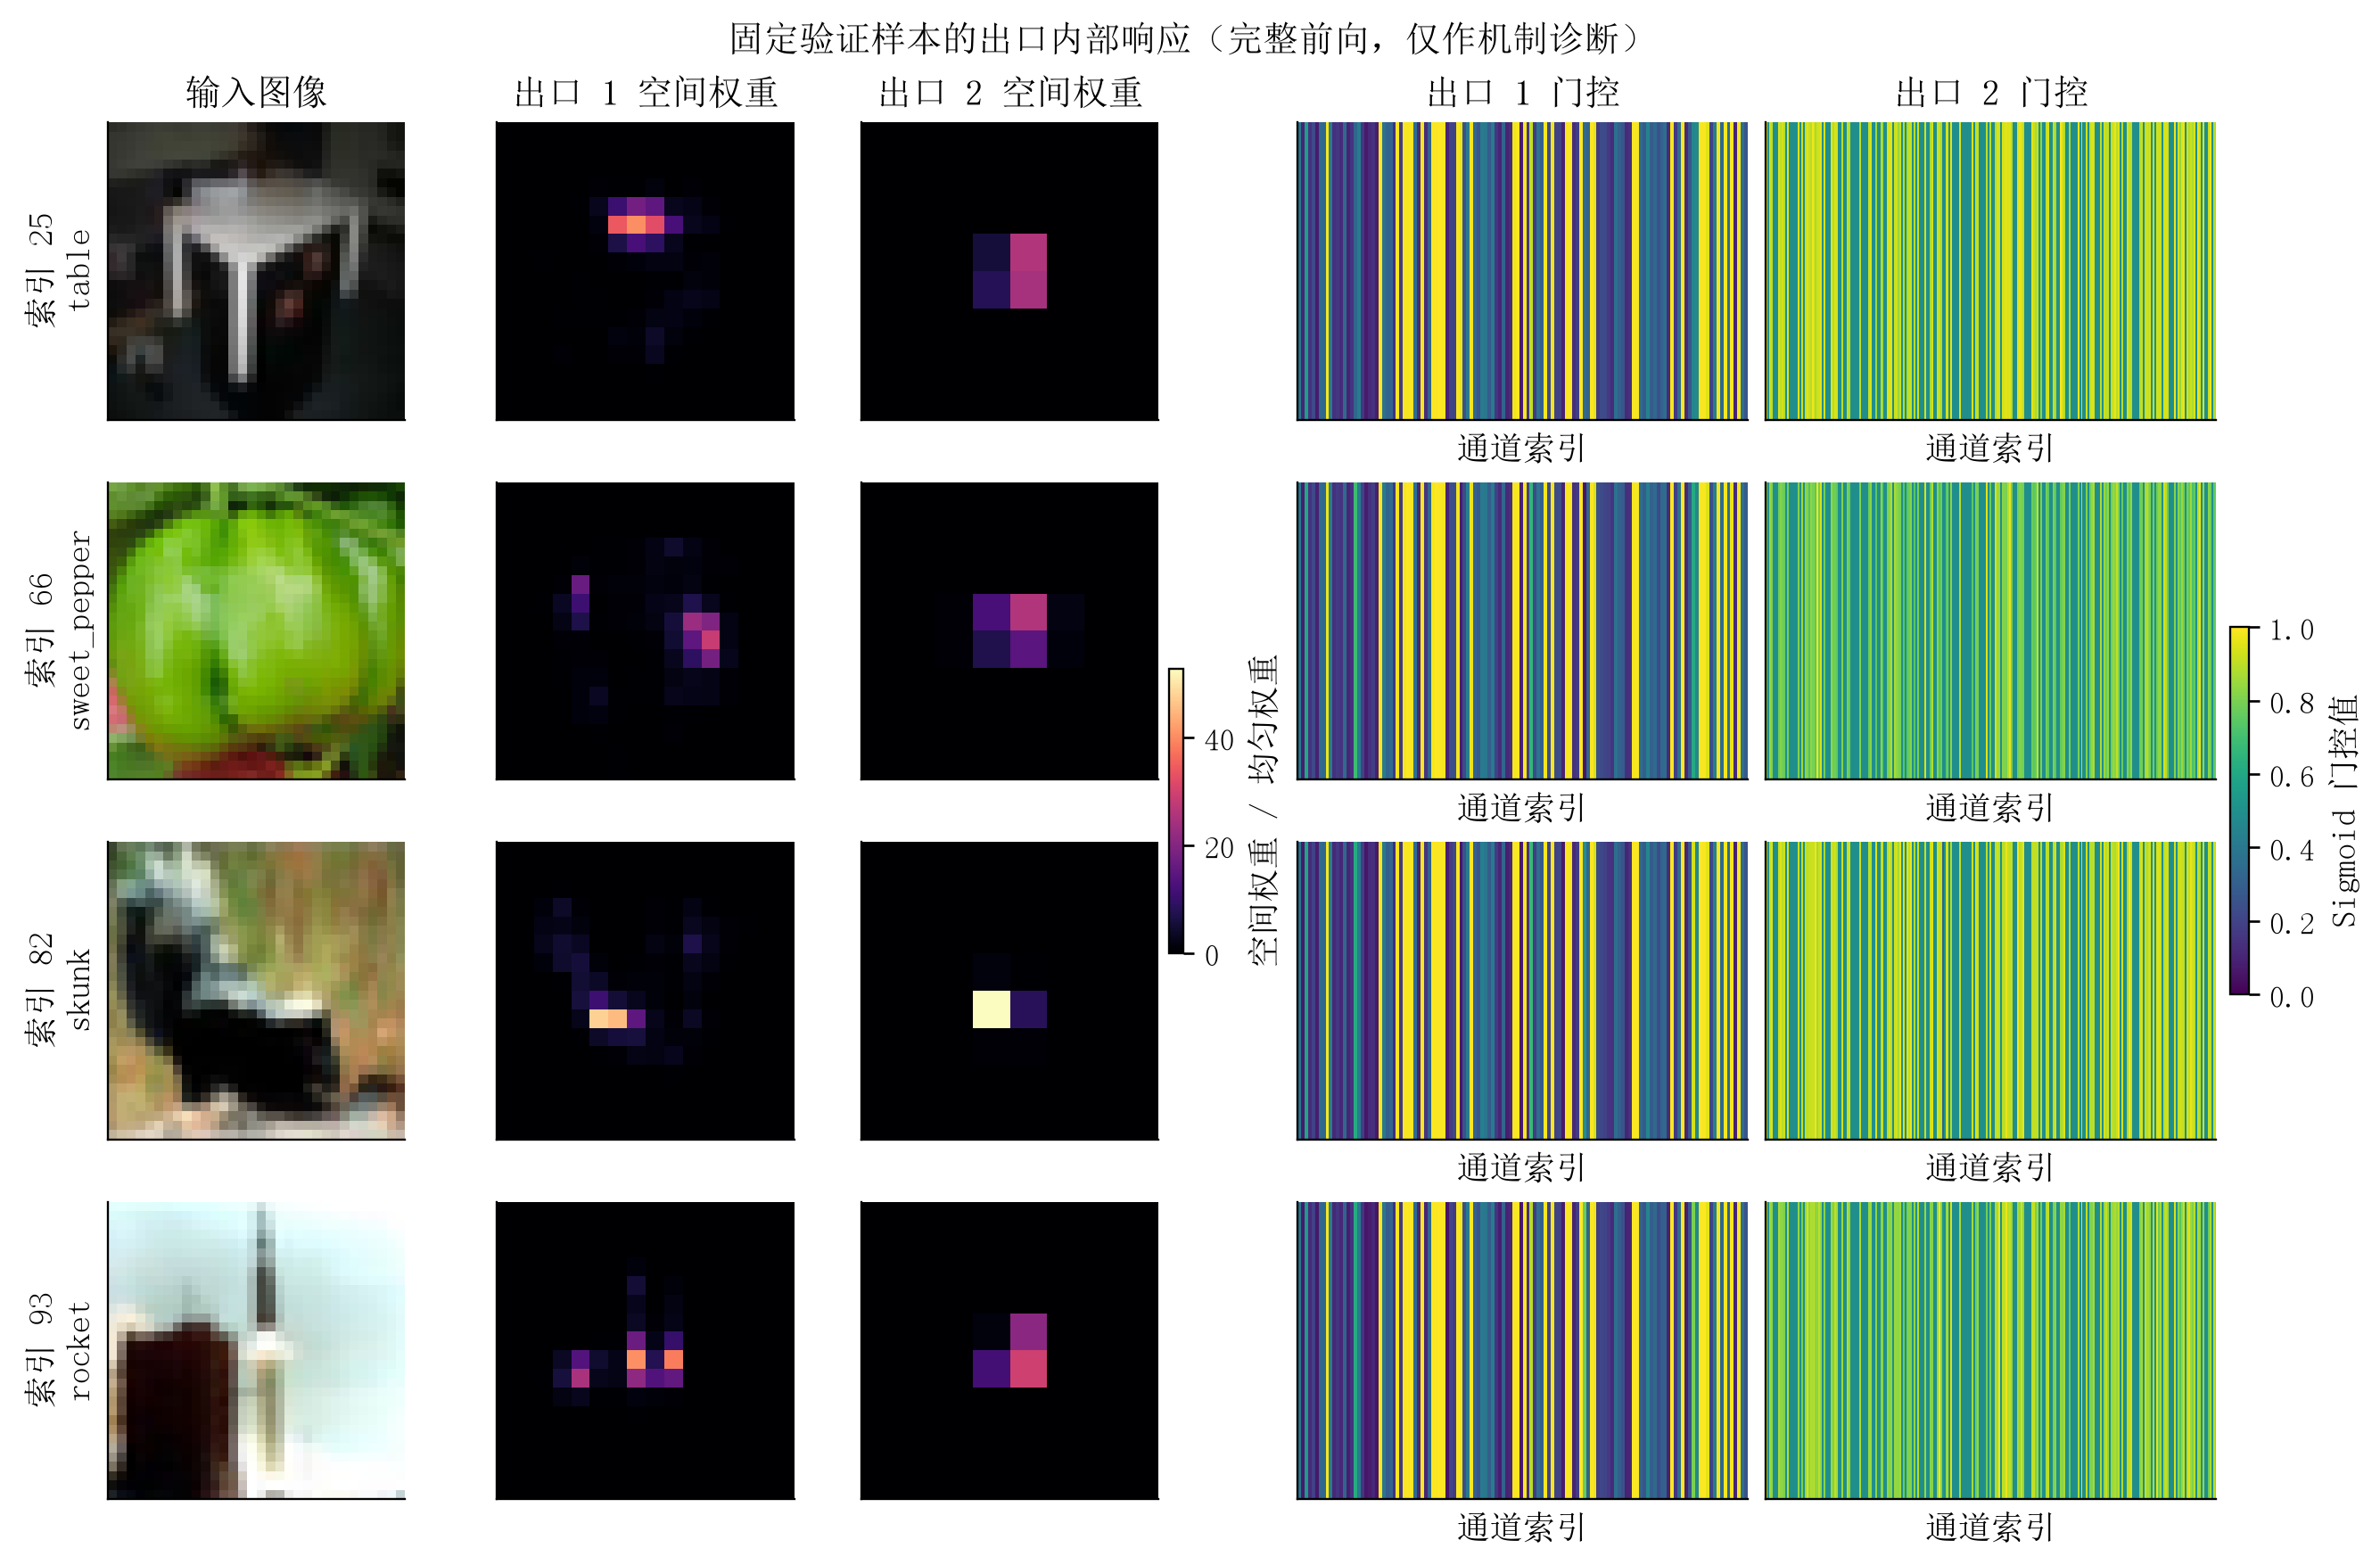 固定验证样本的出口内部响应（完整前向，仅作机制诊断）
输入图像
出口 1 空间权重
出口 2 空间权重
出口 1 门控
出口 2 门控
索引 25
table
通道索引
通道索引
索引 66
sweet_pepper
通道索引
通道索引
索引 82
skunk
通道索引
通道索引
索引 93
rocket
通道索引
通道索引
40
20
0
空间权重 / 均匀权重
1.0
0.8
0.6
0.4
0.2
0.0
Sigmoid 门控值